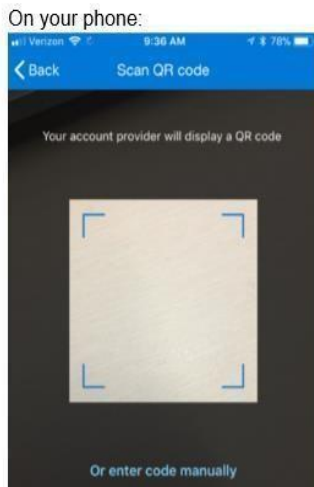 On your phone:
Verizon 9:36 AM 78%
Back Scan QR code
Your account provider will display a QR code
Or enter code manually